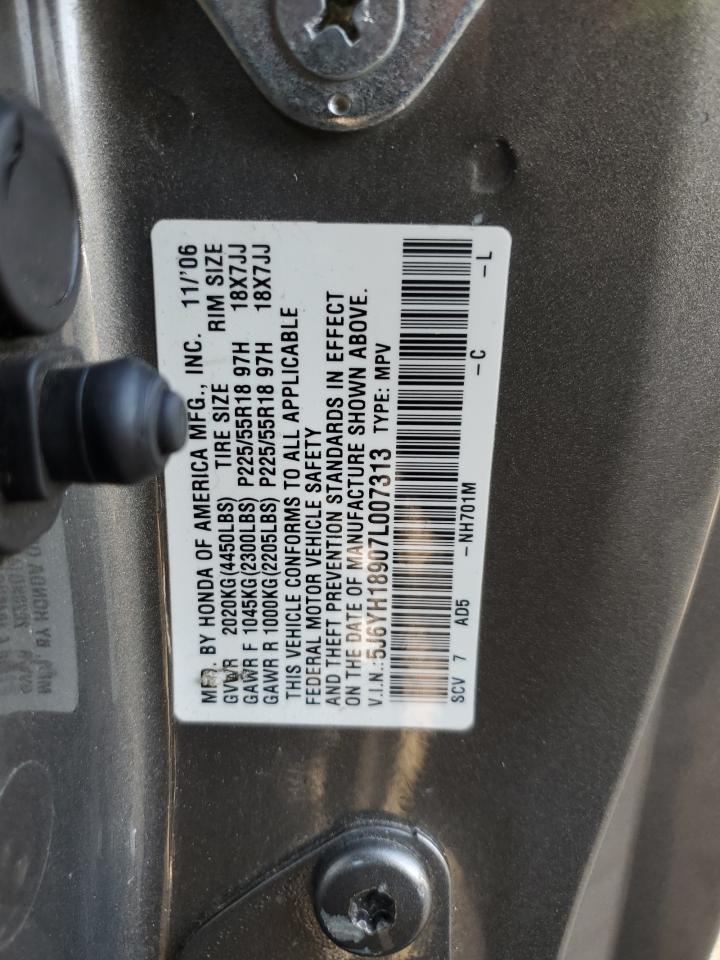 MFD. BY HONDA OF AMERICA MFG., INC. 11/'06
GVWR 2020KG(4450LBS) TIRE SIZE RIM SIZE
GAWR F 1045KG(2300LBS) P225/55R18 97H 18X7JJ
GAWR R 1000KG(2205LBS) P225/55R18 97H 18X7JJ
THIS VEHICLE CONFORMS TO ALL APPLICABLE
FEDERAL MOTOR VEHICLE SAFETY
AND THEFT PREVENTION STANDARDS IN EFFECT
ON THE DATE OF MANUFACTURE SHOWN ABOVE.
V.I.N.:5J6YH18907L007313 TYPE: MPV
SCV 7 AD5 -NH701M -C -L